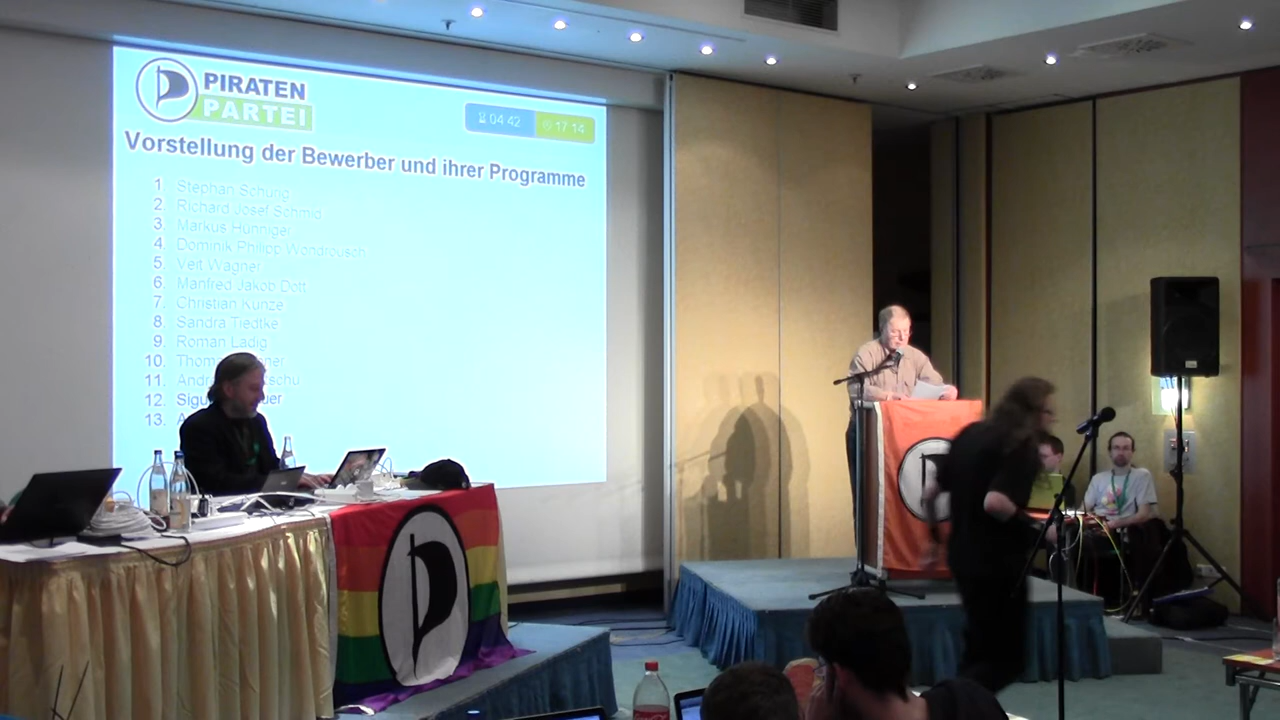 PIRATEN
PARTEI
04 42
17 14
Vorstellung der Bewerber und ihrer Programme
1. Stephan Schurig
2. Richard Josef Schmid
3. Markus Hünniger
4. Dominik Philipp Wondrousch
5. Veit Wagner
6. Manfred Jakob Dott
7. Christian Kunze
8. Sandra Tiedtke
9. Roman Ladig
10.
11.
12.
13.